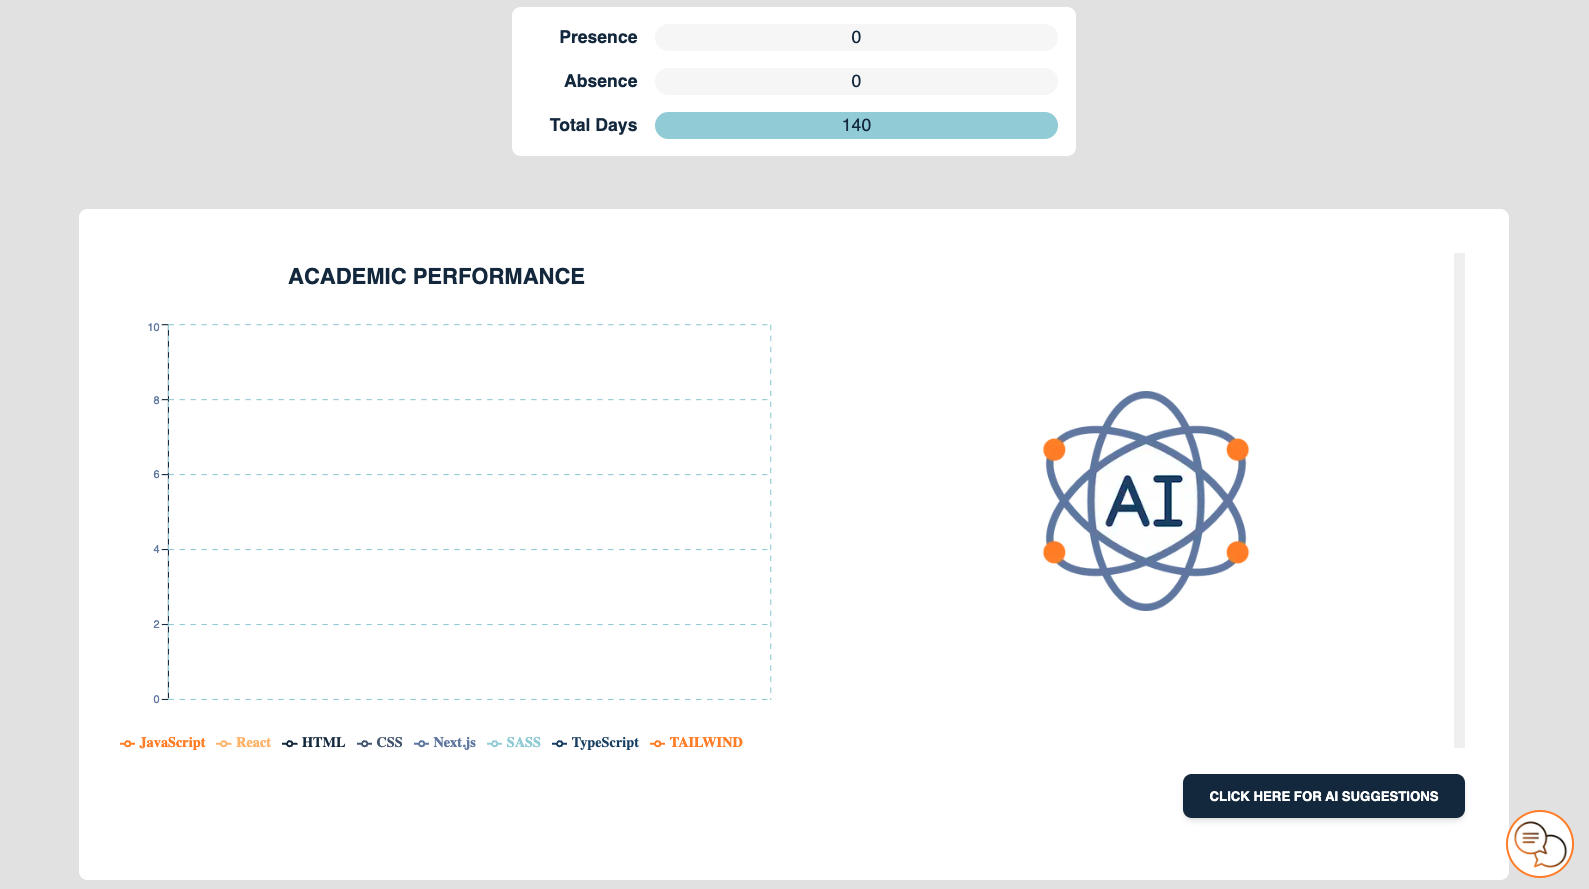 Presence 0
Absence 0
Total Days 140
ACADEMIC PERFORMANCE
10
8
6
4
2
0
AI
JavaScript React HTML CSS Next.js SASS TypeScript TAILWIND
CLICK HERE FOR AI SUGGESTIONS